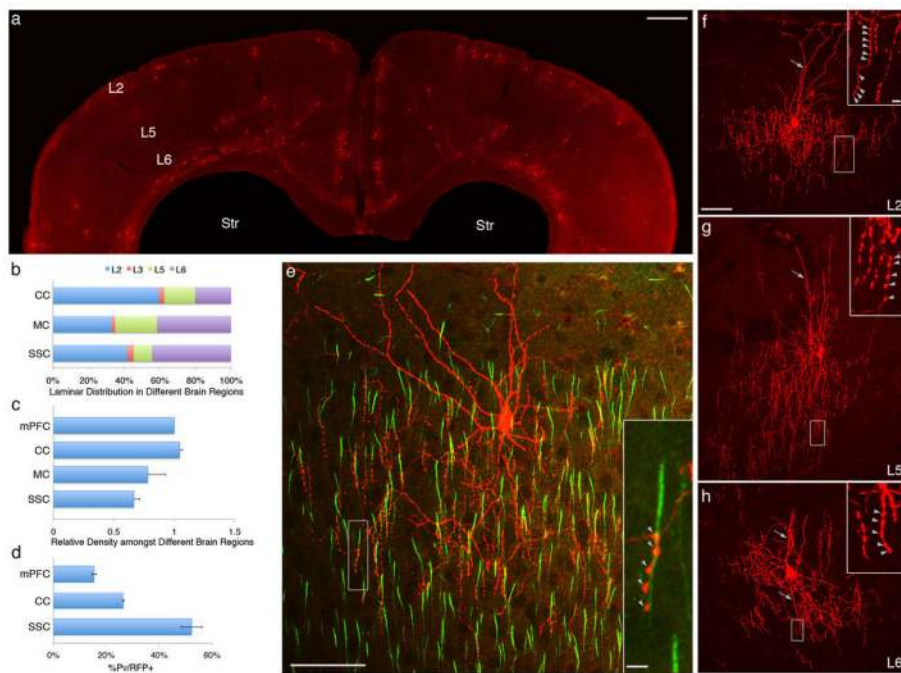 a
L2
L5
L6
Str
Str
b
L2 L3 L5 L6
CC
MC
SSC
0% 20% 40% 60% 80% 100%
Laminar Distribution in Different Brain Regions
c
mPFC
CC
MC
SSC
0 0.5 1 1.5
Relative Density amongst Different Brain Regions
d
mPFC
CC
SSC
0% 20% 40% 60%
%Pv/RFP+
e
f
L2
g
L5
h
L6